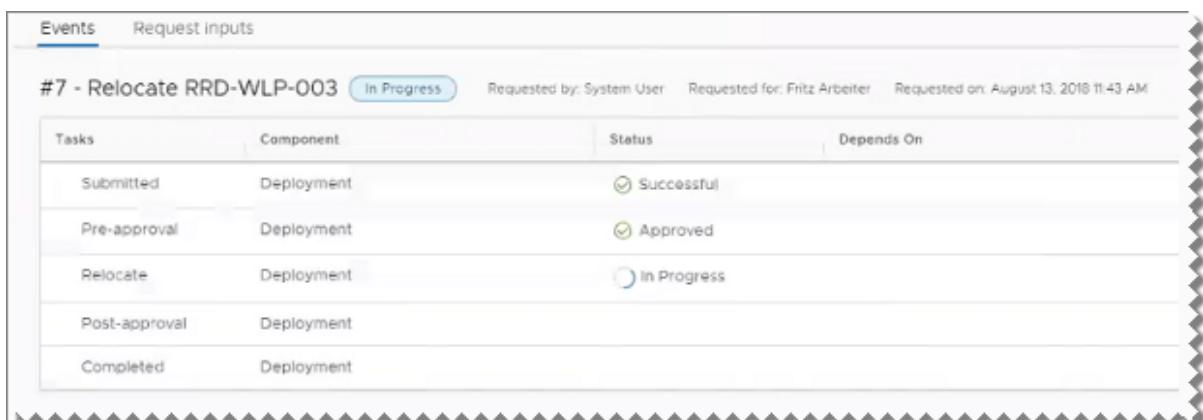 Events Request inputs
#7 - Relocate RRD-WLP-003 In Progress Requested by: System User Requested for: Fritz Arbeiter Requested on: August 13, 2018 11:43 AM
Tasks Component Status Depends On
Submitted Deployment Successful
Pre-approval Deployment Approved
Relocate Deployment In Progress
Post-approval Deployment
Completed Deployment